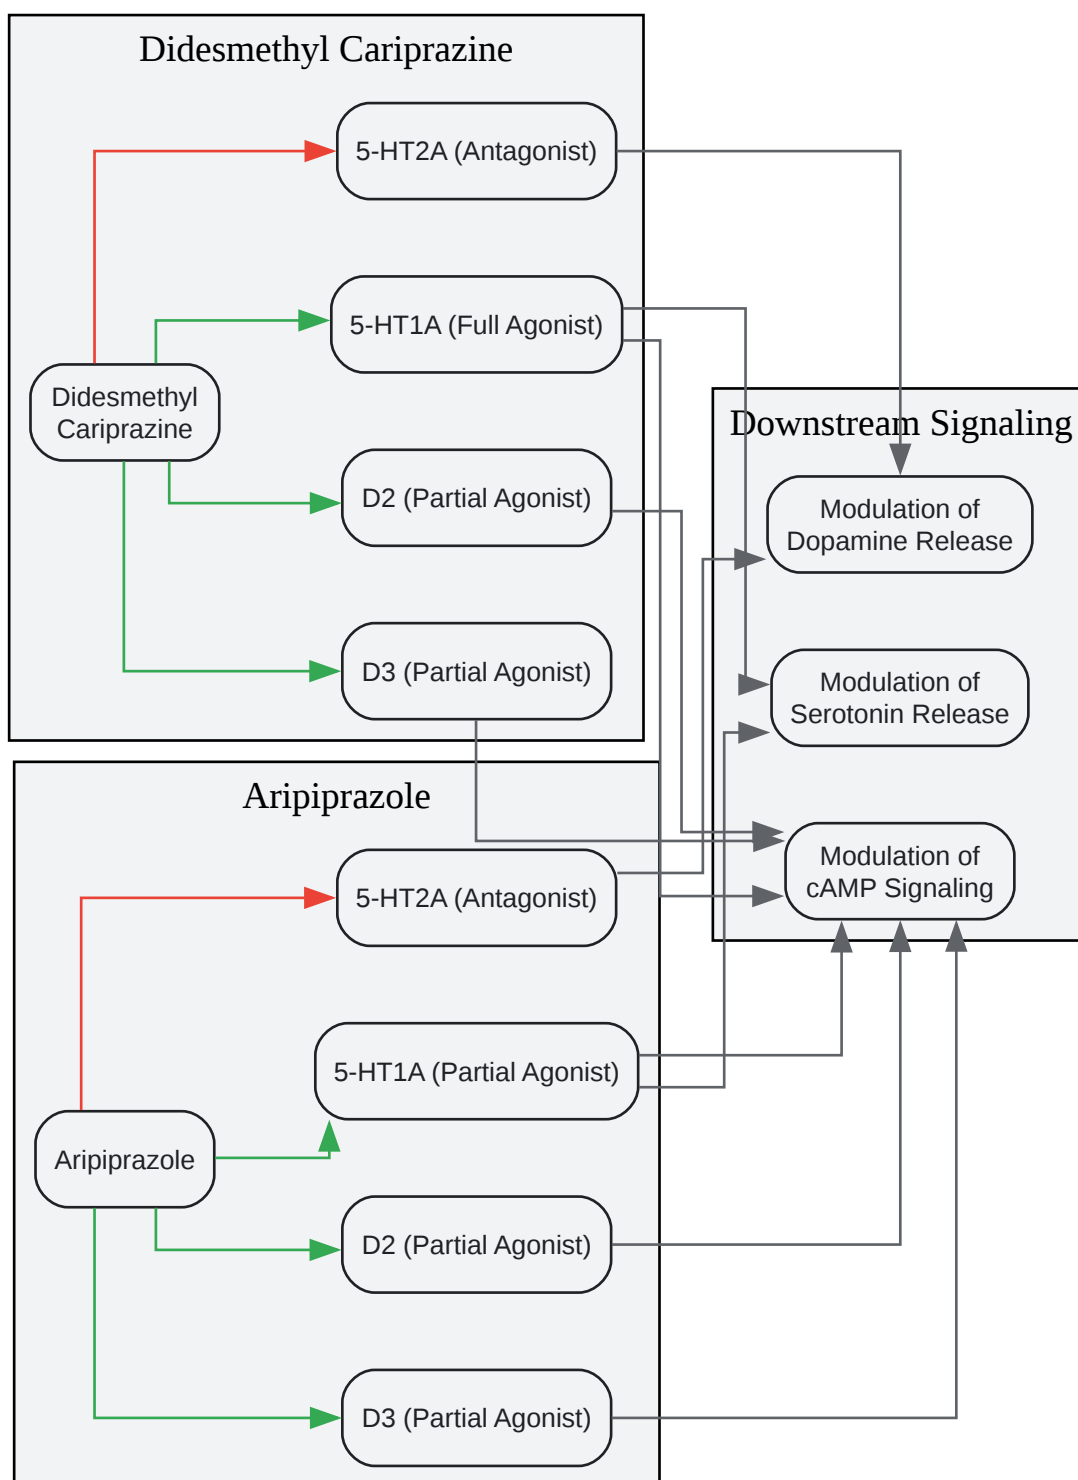 Didesmethyl Cariprazine
5-HT2A (Antagonist)
5-HT1A (Full Agonist)
Didesmethyl
Cariprazine
D2 (Partial Agonist)
D3 (Partial Agonist)
Downstream Signaling
Modulation of
Dopamine Release
Modulation of
Serotonin Release
Modulation of
cAMP Signaling
Aripiprazole
5-HT2A (Antagonist)
5-HT1A (Partial Agonist)
Aripiprazole
D2 (Partial Agonist)
D3 (Partial Agonist)